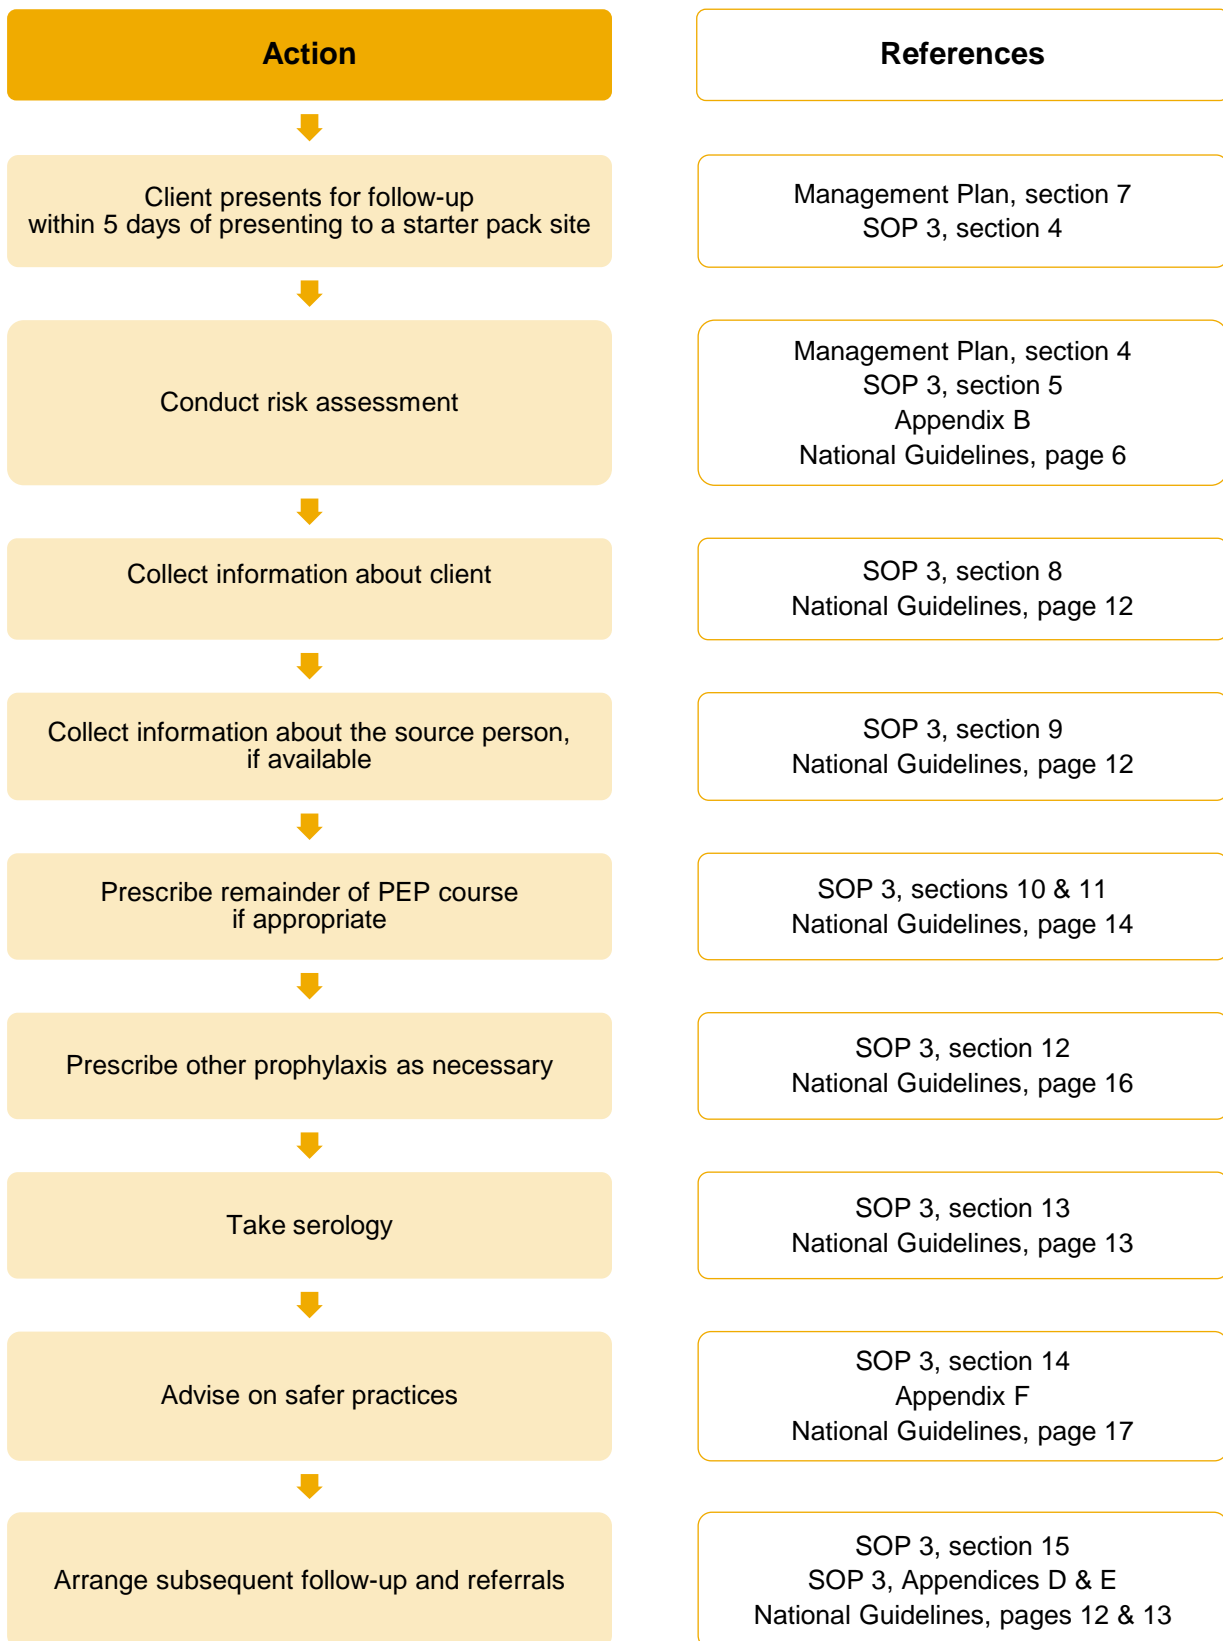 Action
References
Client presents for follow-up
within 5 days of presenting to a starter pack site
Management Plan, section 7
SOP 3, section 4
Conduct risk assessment
Management Plan, section 4
SOP 3, section 5
Appendix B
National Guidelines, page 6
Collect information about client
SOP 3, section 8
National Guidelines, page 12
Collect information about the source person,
if available
SOP 3, section 9
National Guidelines, page 12
Prescribe remainder of PEP course
if appropriate
SOP 3, sections 10 & 11
National Guidelines, page 14
Prescribe other prophylaxis as necessary
SOP 3, section 12
National Guidelines, page 16
Take serology
SOP 3, section 13
National Guidelines, page 13
Advise on safer practices
SOP 3, section 14
Appendix F
National Guidelines, page 17
Arrange subsequent follow-up and referrals
SOP 3, section 15
SOP 3, Appendices D & E
National Guidelines, pages 12 & 13